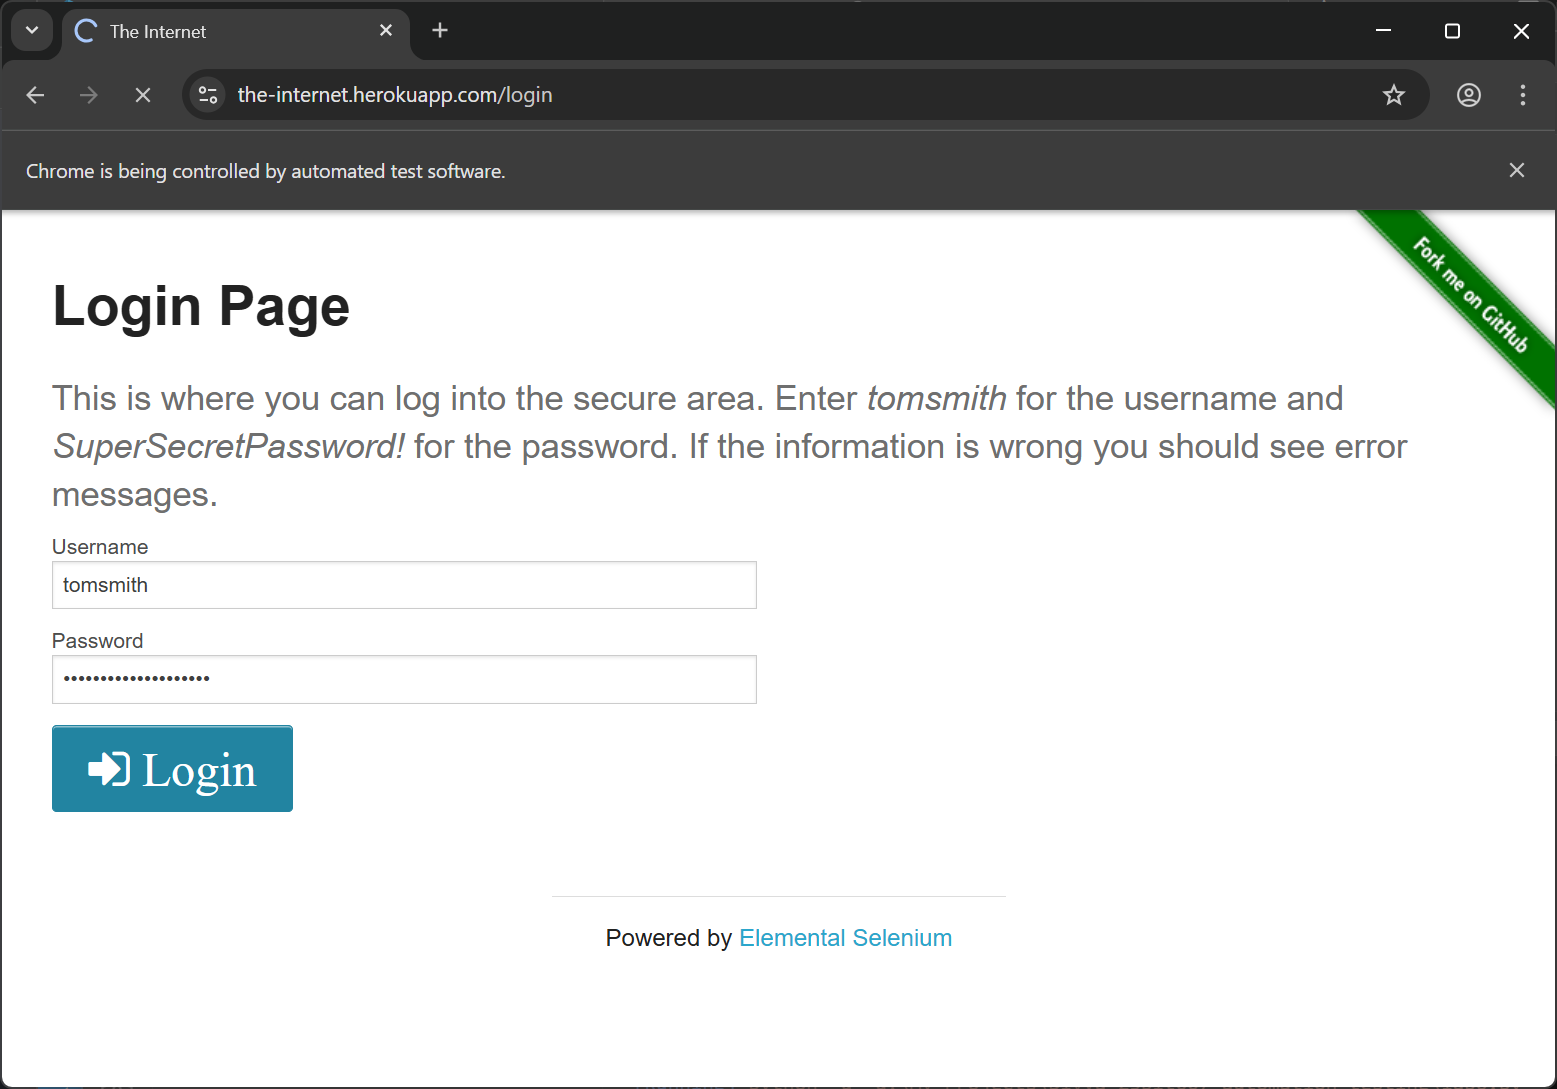 The Internet
the-internet.herokuapp.com/login
Chrome is being controlled by automated test software.
Fork me on GitHub
Login Page
This is where you can log into the secure area. Enter tomsmith for the username and
SuperSecretPassword! for the password. If the information is wrong you should see error
messages.
Username
tomsmith
Password
••••••••••••••••••••
Login
Powered by Elemental Selenium